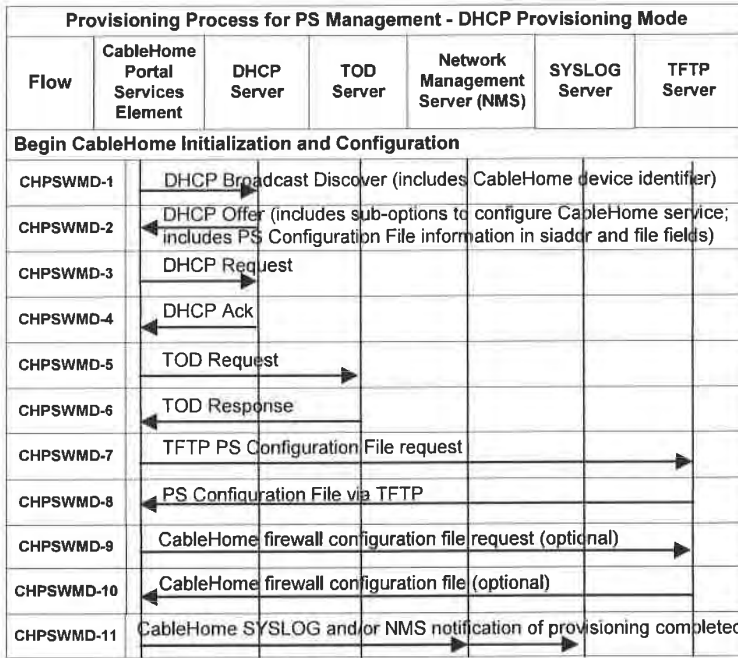 Provisioning Process for PS Management - DHCP Provisioning Mode
Flow
CableHome
Portal
Services
Element
DHCP
Server
TOD
Server
Network
Management
Server (NMS)
SYSLOG
Server
TFTP
Server
Begin CableHome Initialization and Configuration
CHPSWMD-1
DHCP Broadcast Discover (includes CableHome device identifier)
CHPSWMD-2
DHCP Offer (includes sub-options to configure CableHome service;
includes PS Configuration File information in siaddr and file fields)
CHPSWMD-3
DHCP Request
CHPSWMD-4
DHCP Ack
CHPSWMD-5
TOD Request
CHPSWMD-6
TOD Response
CHPSWMD-7
TFTP PS Configuration File request
CHPSWMD-8
PS Configuration File via TFTP
CHPSWMD-9
CableHome firewall configuration file request (optional)
CHPSWMD-10
CableHome firewall configuration file (optional)
CHPSWMD-11
CableHome SYSLOG and/or NMS notification of provisioning completed